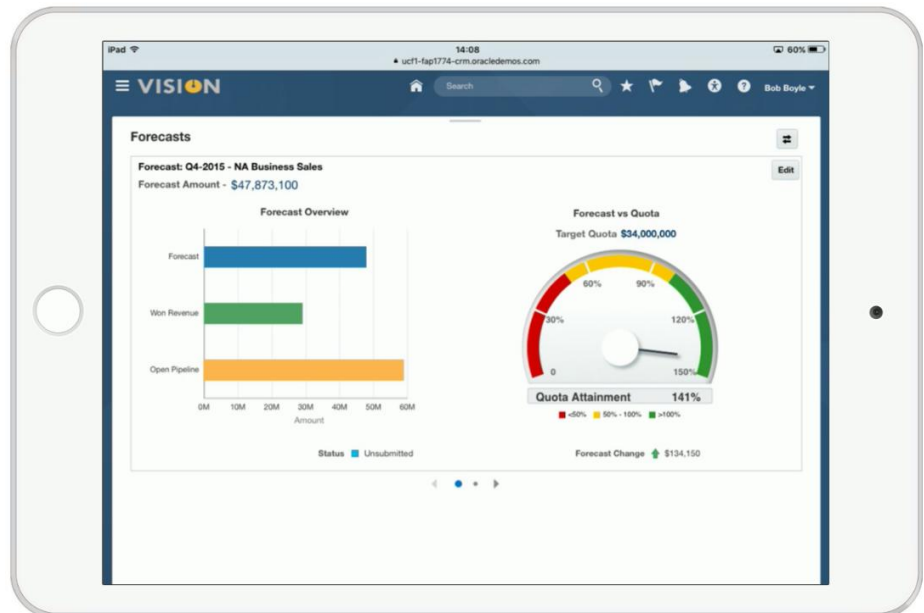 iPad 14:08 60%
ucf1-fap1774-crm.oracledemos.com
VISION Search Bob Boyle
Forecasts
Forecast: Q4-2015 - NA Business Sales Edit
Forecast Amount - $47,873,100
Forecast Overview
Forecast
Won Revenue
Open Pipeline
0M 10M 20M 30M 40M 50M 60M
Amount
Status Unsubmitted
Forecast vs Quota
Target Quota $34,000,000
60% 90%
30% 120%
0 150%
Quota Attainment 141%
<50% 50% - 100% >100%
Forecast Change $134,150